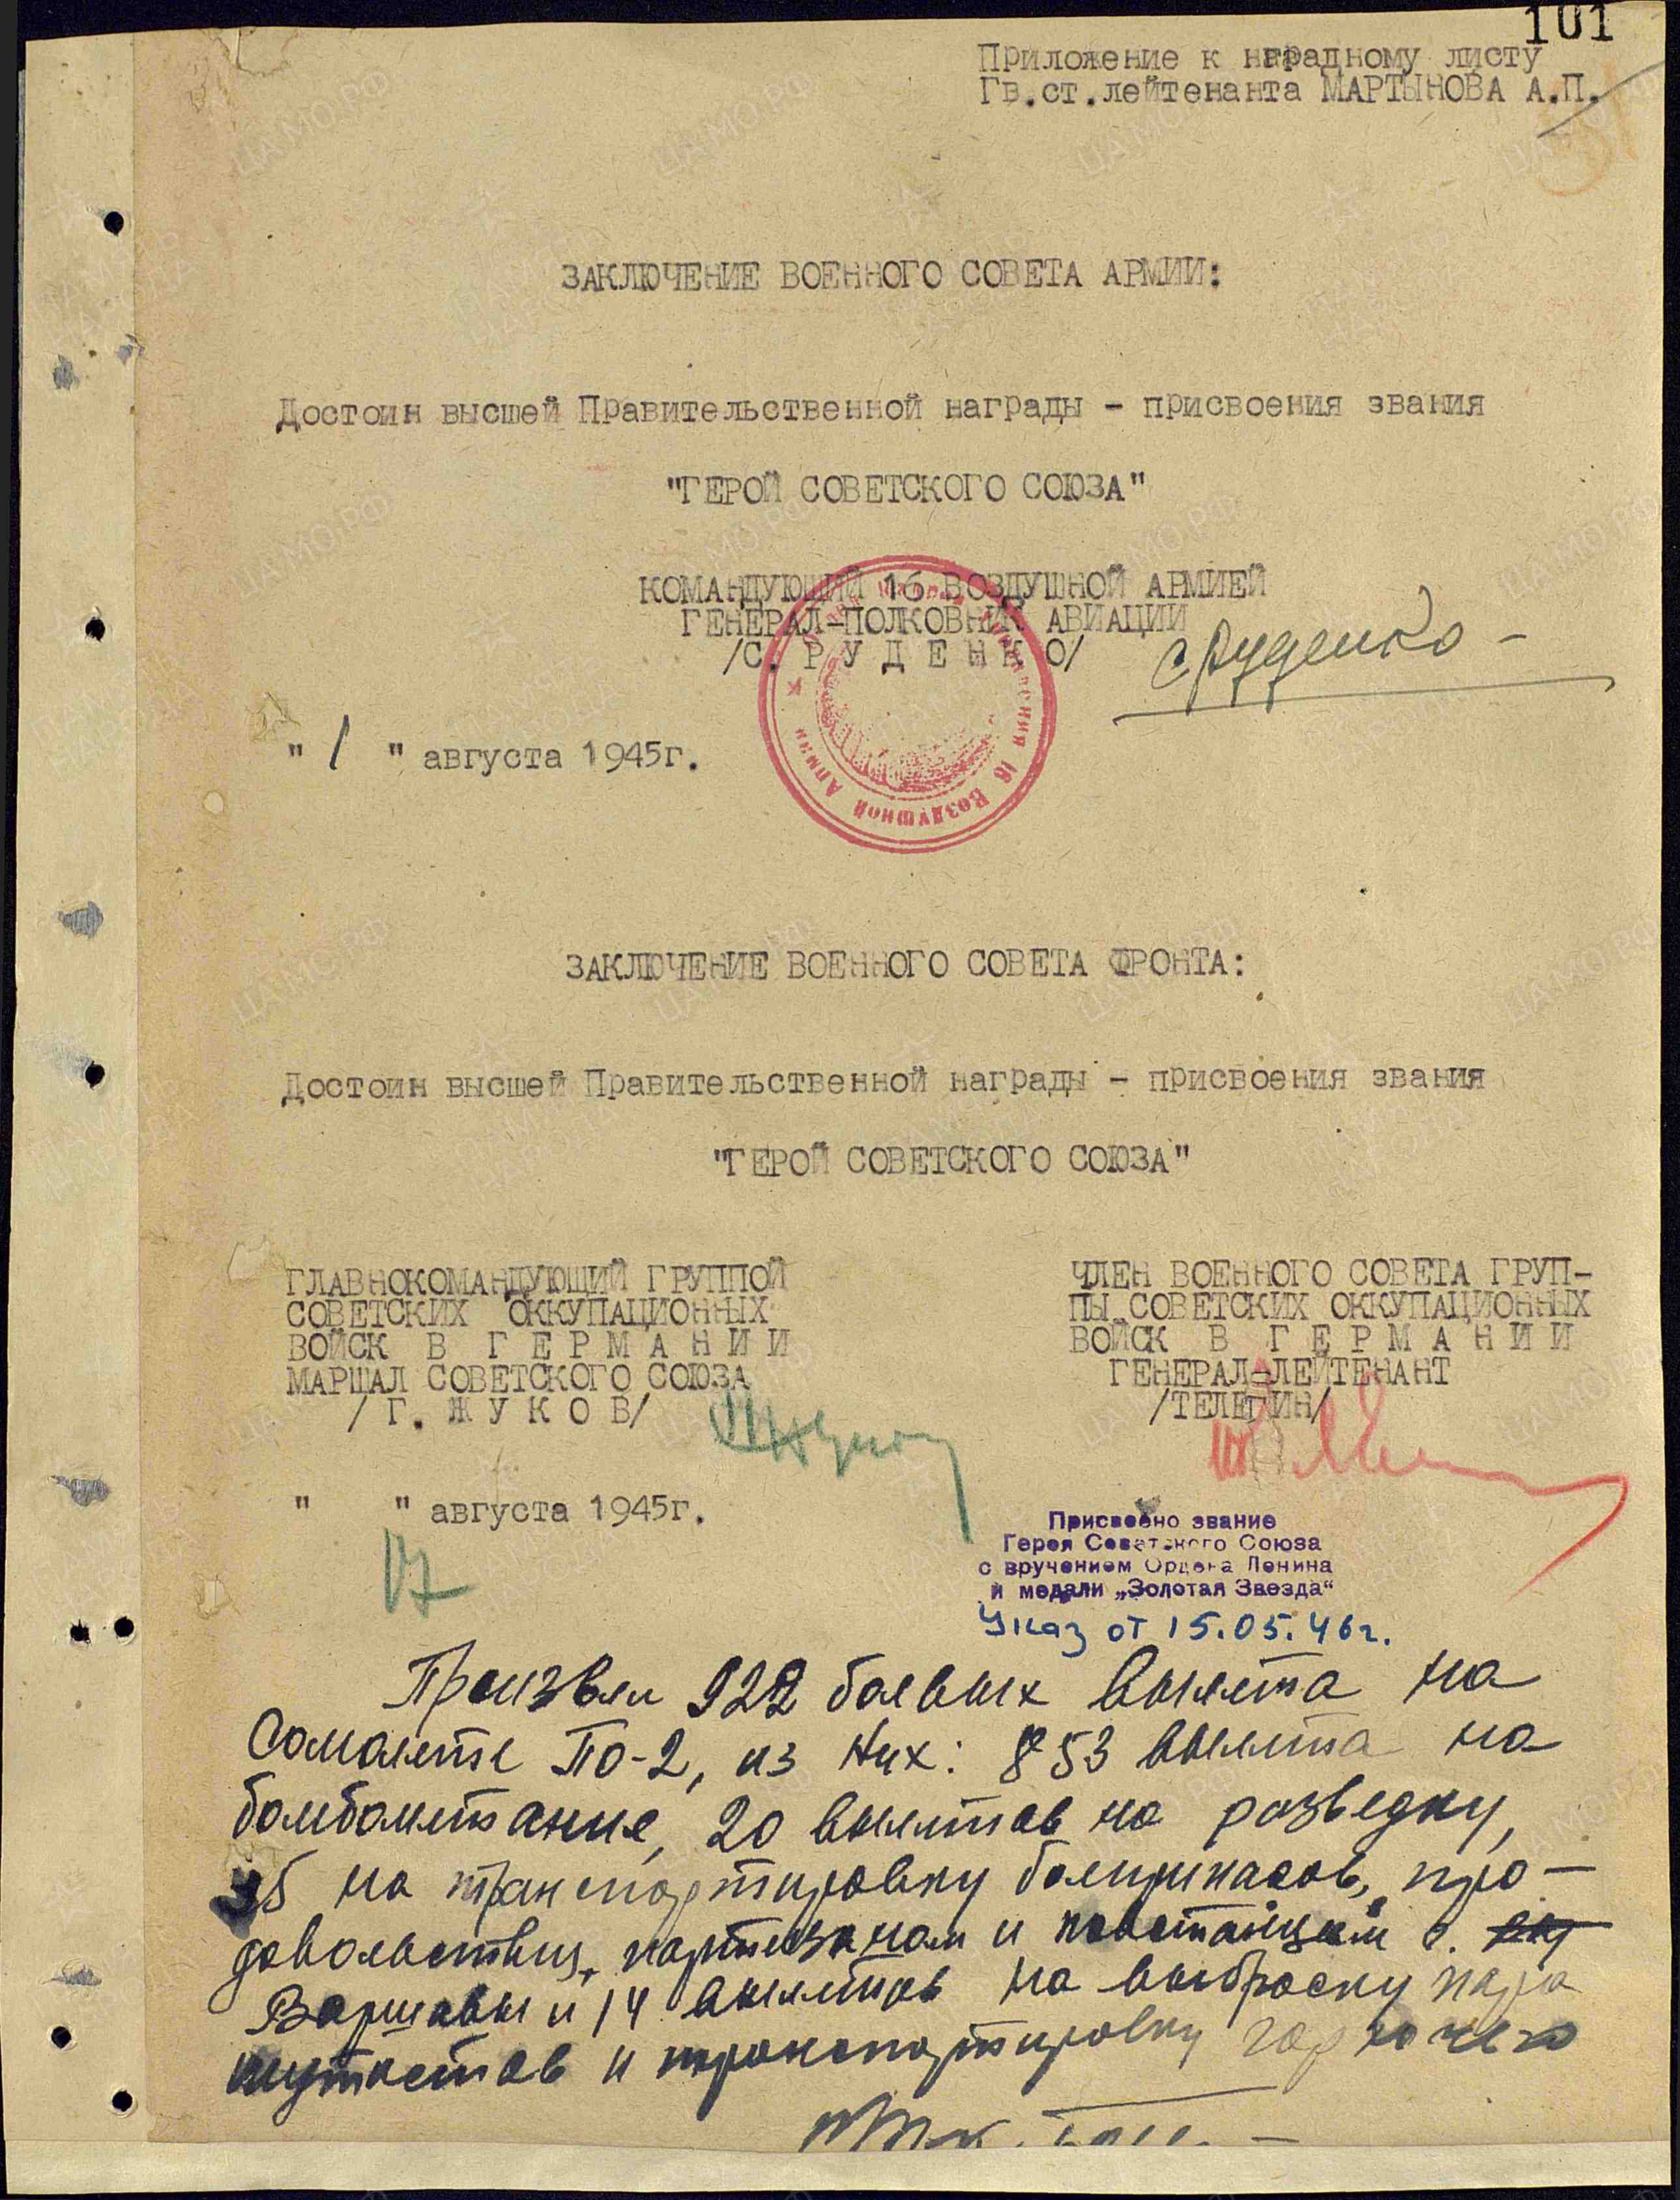 101
Приложение к наградному листу
Гв.ст.лейтенанта МАРТЫНОВА А.П.
ЗАКЛЮЧЕНИЕ ВОЕННОГО СОВЕТА АРМИИ:
Достоин высшей Правительственной награды - присвоения звания
"ГЕРОЙ СОВЕТСКОГО СОЮЗА"
КОМАНДУЮЩИЙ 16 ВОЗДУШНОЙ АРМИЕЙ
ГЕНЕРАЛ-ПОЛКОВНИК АВИАЦИИ
/С. Р У Д Е Н К О/
С Руденко
16 Воздушной Армии
" 1 " августа 1945г.
ЗАКЛЮЧЕНИЕ ВОЕННОГО СОВЕТА ФРОНТА:
Достоин высшей Правительственной награды - присвоения звания
"ГЕРОЙ СОВЕТСКОГО СОЮЗА"
ГЛАВНОКОМАНДУЮЩИЙ ГРУППОЙ
СОВЕТСКИХ ОККУПАЦИОННЫХ
ВОЙСК В Г Е Р М А Н И И
МАРШАЛ СОВЕТСКОГО СОЮЗА
/ Г. Ж У К О В/
ЧЛЕН ВОЕННОГО СОВЕТА ГРУП-
ПЫ СОВЕТСКИХ ОККУПАЦИОННЫХ
ВОЙСК В Г Е Р М А Н И И
ГЕНЕРАЛ-ЛЕЙТЕНАНТ
/ТЕЛЕГИН/
" " августа 1945г.
17
Присвоено звание
Героя Советского Союза
с вручением Ордена Ленина
и медали „Золотая Звезда“
Указ от 15.05.46г.
Произвел 922 боевых вылета на
самолете По-2, из них: 853 вылета на
бомбометание, 20 вылетов на разведку,
35 на транспортировку боеприпасов, про-
довольствия, партизанам и повстанцам г.
Варшавы и 14 вылетов на выброску пара
шутистов и транспортировку горючего